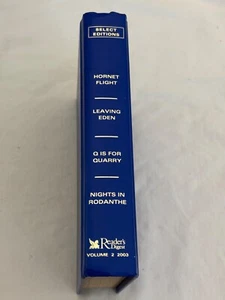 SELECT
EDITIONS
HORNET
FLIGHT
LEAVING
EDEN
Q IS FOR
QUARRY
NIGHTS IN
RODANTHE
Reader's
Digest
VOLUME 2 2003